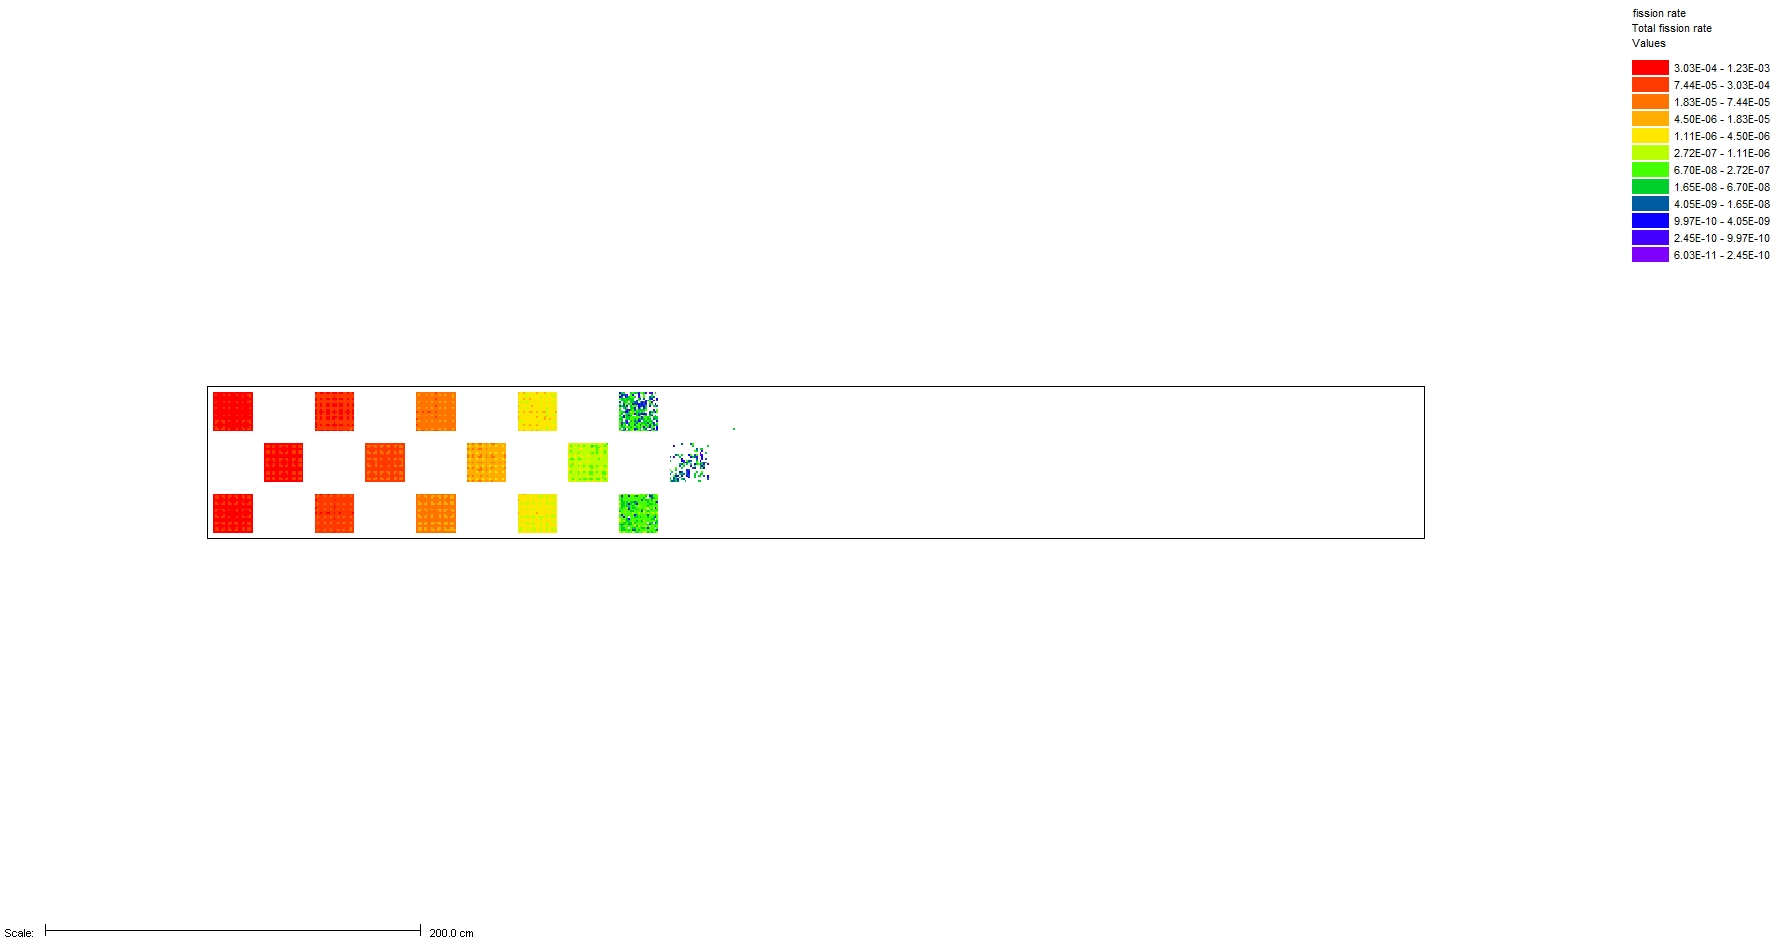 fission rate
Total fission rate
Values
3.03E-04 - 1.23E-03
7.44E-05 - 3.03E-04
1.83E-05 - 7.44E-05
4.50E-06 - 1.83E-05
1.11E-06 - 4.50E-06
2.72E-07 - 1.11E-06
6.70E-08 - 2.72E-07
1.65E-08 - 6.70E-08
4.05E-09 - 1.65E-08
9.97E-10 - 4.05E-09
2.45E-10 - 9.97E-10
6.03E-11 - 2.45E-10
Scale: 200.0 cm